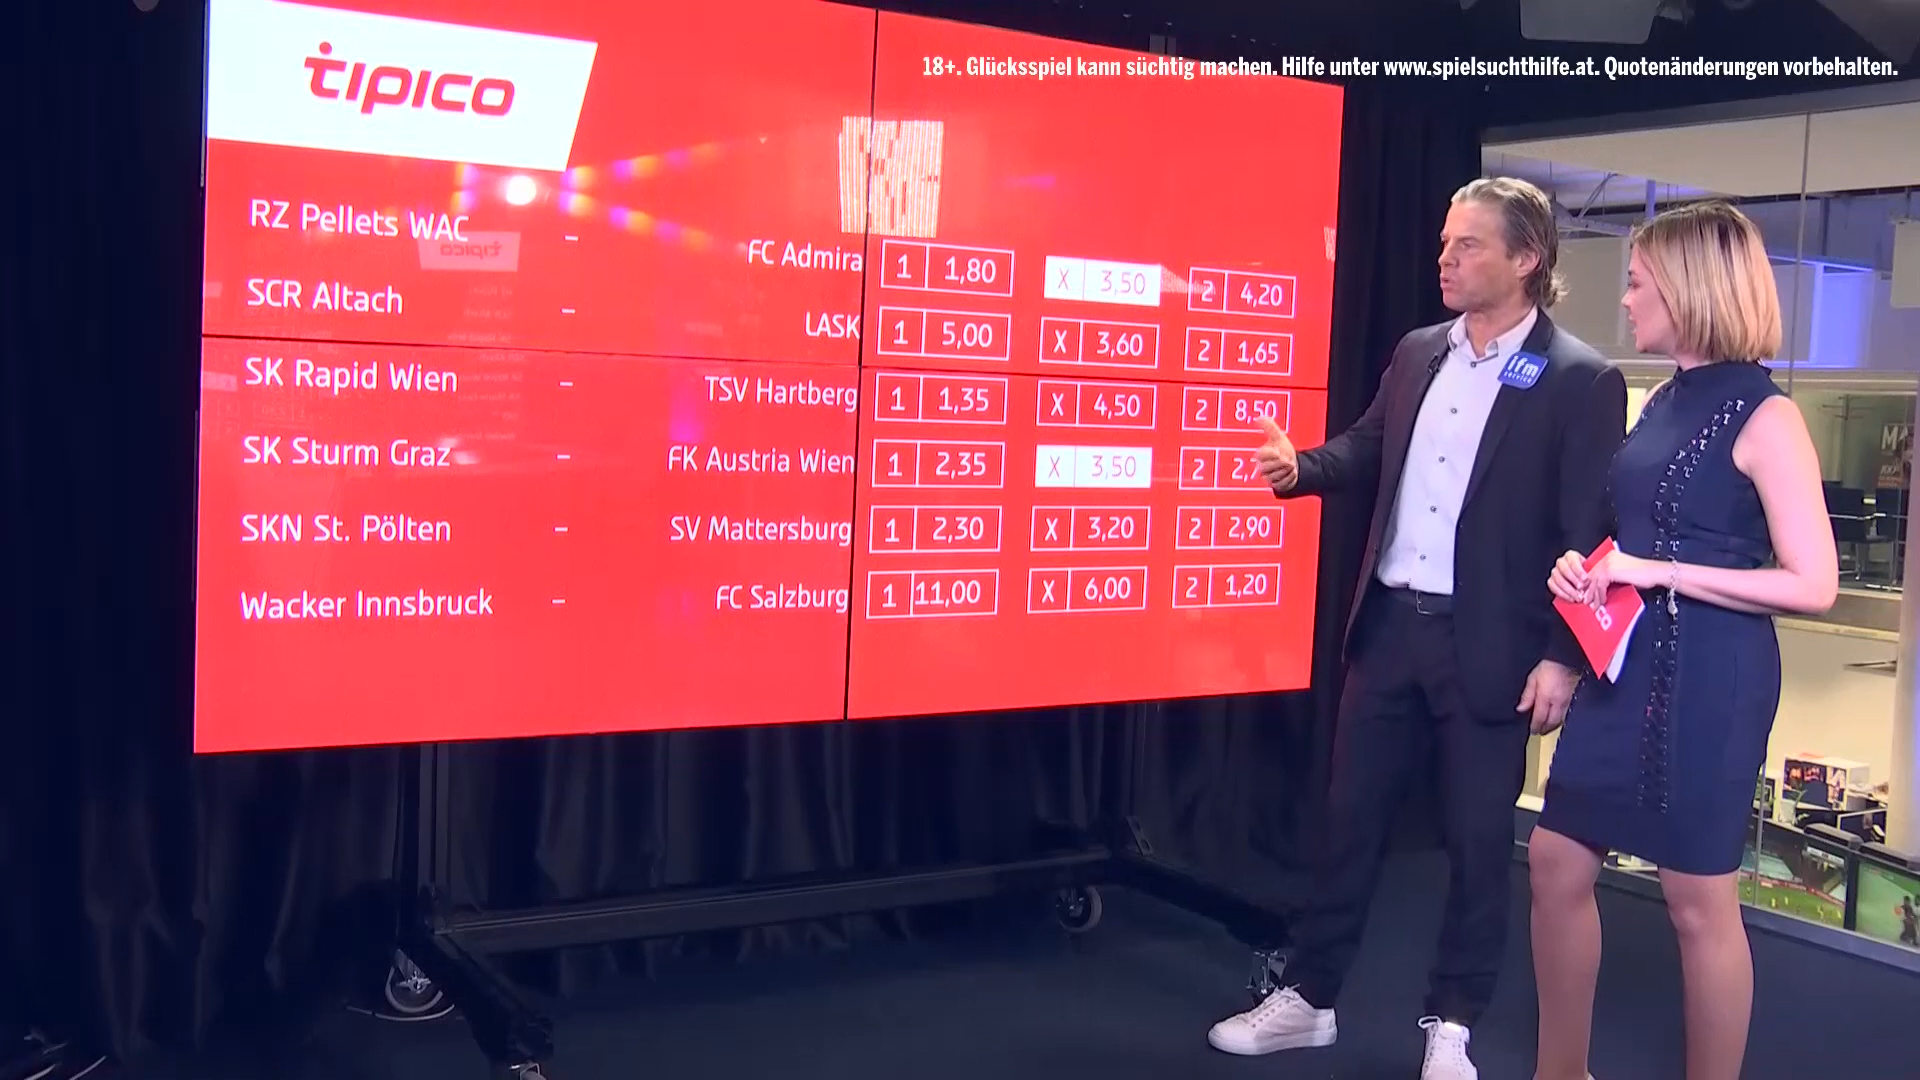 18+. Glücksspiel kann süchtig machen. Hilfe unter www.spielsuchthilfe.at. Quotenänderungen vorbehalten.
tipico
RZ Pellets WAC – FC Admira 1 1,80 X 3,50 2 4,20
SCR Altach – LASK 1 5,00 X 3,60 2 1,65
SK Rapid Wien – TSV Hartberg 1 1,35 X 4,50 2 8,50
SK Sturm Graz – FK Austria Wien 1 2,35 X 3,50 2
SKN St. Pölten – SV Mattersburg 1 2,30 X 3,20 2 2,90
Wacker Innsbruck – FC Salzburg 1 11,00 X 6,00 2 1,20
ifm
service